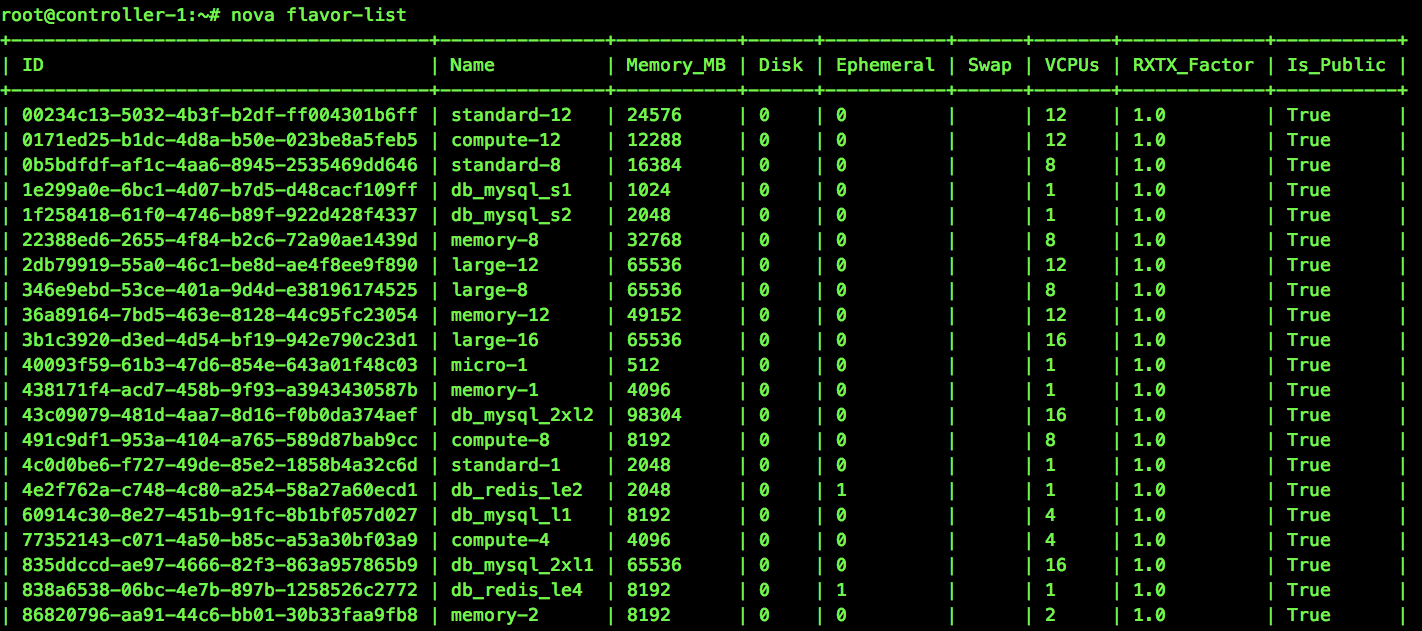 root@controller-1:~# nova flavor-list
+--------------------------------------+---------------+-----------+------+-----------+------+-------+-------------+-----------+
| ID                                   | Name          | Memory_MB | Disk | Ephemeral | Swap | VCPUs | RXTX_Factor | Is_Public |
+--------------------------------------+---------------+-----------+------+-----------+------+-------+-------------+-----------+
| 00234c13-5032-4b3f-b2df-ff004301b6ff | standard-12   | 24576     | 0    | 0         |      | 12    | 1.0         | True      |
| 0171ed25-b1dc-4d8a-b50e-023be8a5feb5 | compute-12    | 12288     | 0    | 0         |      | 12    | 1.0         | True      |
| 0b5bdfdf-af1c-4aa6-8945-2535469dd646 | standard-8    | 16384     | 0    | 0         |      | 8     | 1.0         | True      |
| 1e299a0e-6bc1-4d07-b7d5-d48cacf109ff | db_mysql_s1   | 1024      | 0    | 0         |      | 1     | 1.0         | True      |
| 1f258418-61f0-4746-b89f-922d428f4337 | db_mysql_s2   | 2048      | 0    | 0         |      | 1     | 1.0         | True      |
| 22388ed6-2655-4f84-b2c6-72a90ae1439d | memory-8      | 32768     | 0    | 0         |      | 8     | 1.0         | True      |
| 2db79919-55a0-46c1-be8d-ae4f8ee9f890 | large-12      | 65536     | 0    | 0         |      | 12    | 1.0         | True      |
| 346e9ebd-53ce-401a-9d4d-e38196174525 | large-8       | 65536     | 0    | 0         |      | 8     | 1.0         | True      |
| 36a89164-7bd5-463e-8128-44c95fc23054 | memory-12     | 49152     | 0    | 0         |      | 12    | 1.0         | True      |
| 3b1c3920-d3ed-4d54-bf19-942e790c23d1 | large-16      | 65536     | 0    | 0         |      | 16    | 1.0         | True      |
| 40093f59-61b3-47d6-854e-643a01f48c03 | micro-1       | 512       | 0    | 0         |      | 1     | 1.0         | True      |
| 438171f4-acd7-458b-9f93-a3943430587b | memory-1      | 4096      | 0    | 0         |      | 1     | 1.0         | True      |
| 43c09079-481d-4aa7-8d16-f0b0da374aef | db_mysql_2xl2 | 98304     | 0    | 0         |      | 16    | 1.0         | True      |
| 491c9df1-953a-4104-a765-589d87bab9cc | compute-8     | 8192      | 0    | 0         |      | 8     | 1.0         | True      |
| 4c0d0be6-f727-49de-85e2-1858b4a32c6d | standard-1    | 2048      | 0    | 0         |      | 1     | 1.0         | True      |
| 4e2f762a-c748-4c80-a254-58a27a60ecd1 | db_redis_le2  | 2048      | 0    | 1         |      | 1     | 1.0         | True      |
| 60914c30-8e27-451b-91fc-8b1bf057d027 | db_mysql_l1   | 8192      | 0    | 0         |      | 4     | 1.0         | True      |
| 77352143-c071-4a50-b85c-a53a30bf03a9 | compute-4     | 4096      | 0    | 0         |      | 4     | 1.0         | True      |
| 835ddccd-ae97-4666-82f3-863a957865b9 | db_mysql_2xl1 | 65536     | 0    | 0         |      | 16    | 1.0         | True      |
| 838a6538-06bc-4e7b-897b-1258526c2772 | db_redis_le4  | 8192      | 0    | 1         |      | 1     | 1.0         | True      |
| 86820796-aa91-44c6-bb01-30b33faa9fb8 | memory-2      | 8192      | 0    | 0         |      | 2     | 1.0         | True      |